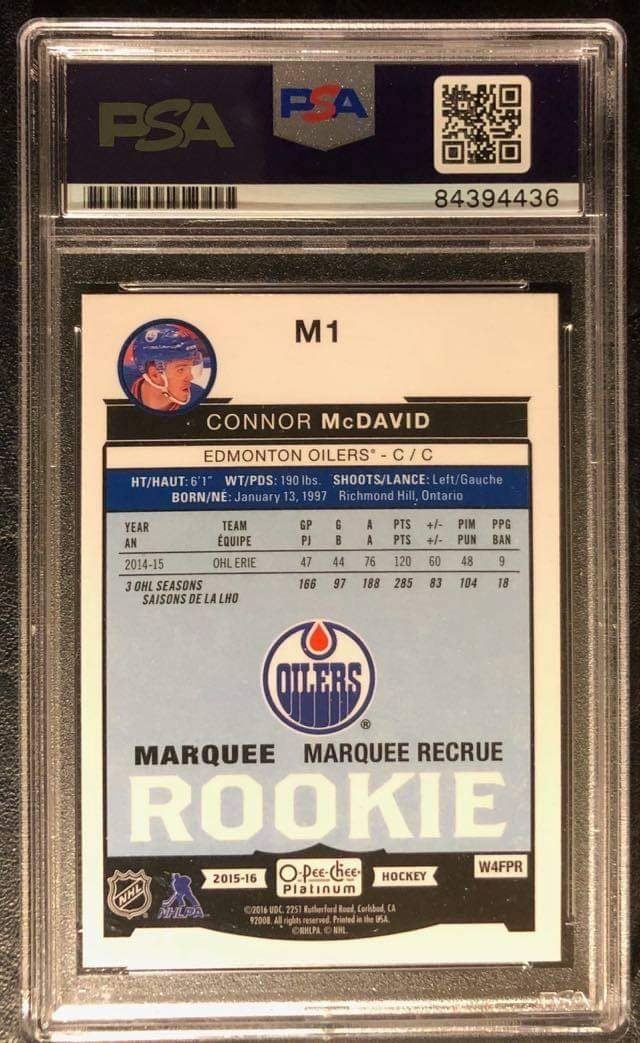 PSA
PSA
84394436
M1
CONNOR McDAVID
EDMONTON OILERS® - C / C
HT/HAUT: 6'1" WT/PDS: 190 lbs. SHOOTS/LANCE: Left/Gauche
BORN/NÉ: January 13, 1997 Richmond Hill, Ontario
YEAR TEAM GP G A PTS +/- PIM PPG
AN ÉQUIPE PJ B A PTS +/- PUN BAN
2014-15 OHL ERIE 47 44 76 120 60 48 9
3 OHL SEASONS 166 97 188 285 83 104 18
SAISONS DE LA LHO
OILERS
®
MARQUEE MARQUEE RECRUE
ROOKIE
W4FPR
NHL
NHLPA
2015-16 O-Pee-Chee Platinum HOCKEY
©2016 UDC. 2251 Rutherford Road, Carlsbad, CA
92008. All rights reserved. Printed in the USA.
©NHLPA. © NHL.
PSA